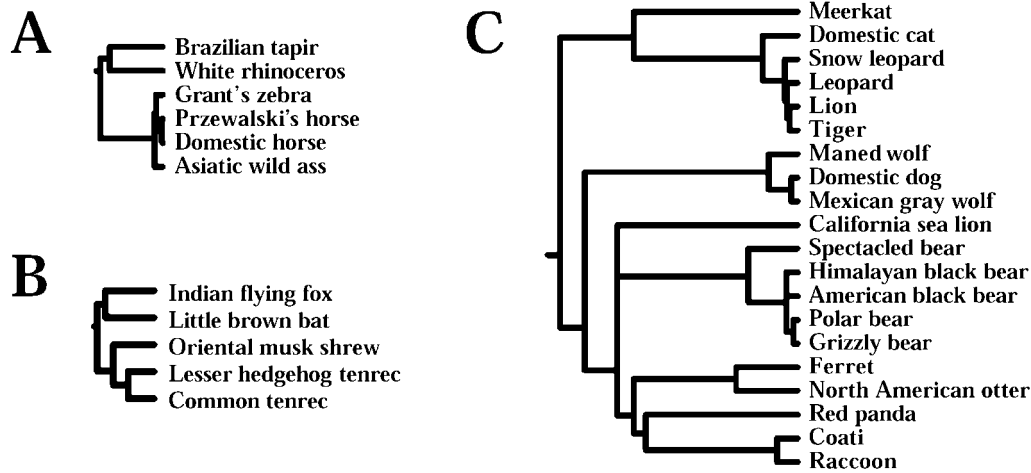 A
Brazilian tapir
White rhinoceros
Grant's zebra
Przewalski's horse
Domestic horse
Asiatic wild ass
B
Indian flying fox
Little brown bat
Oriental musk shrew
Lesser hedgehog tenrec
Common tenrec
C
Meerkat
Domestic cat
Snow leopard
Leopard
Lion
Tiger
Maned wolf
Domestic dog
Mexican gray wolf
California sea lion
Spectacled bear
Himalayan black bear
American black bear
Polar bear
Grizzly bear
Ferret
North American otter
Red panda
Coati
Raccoon